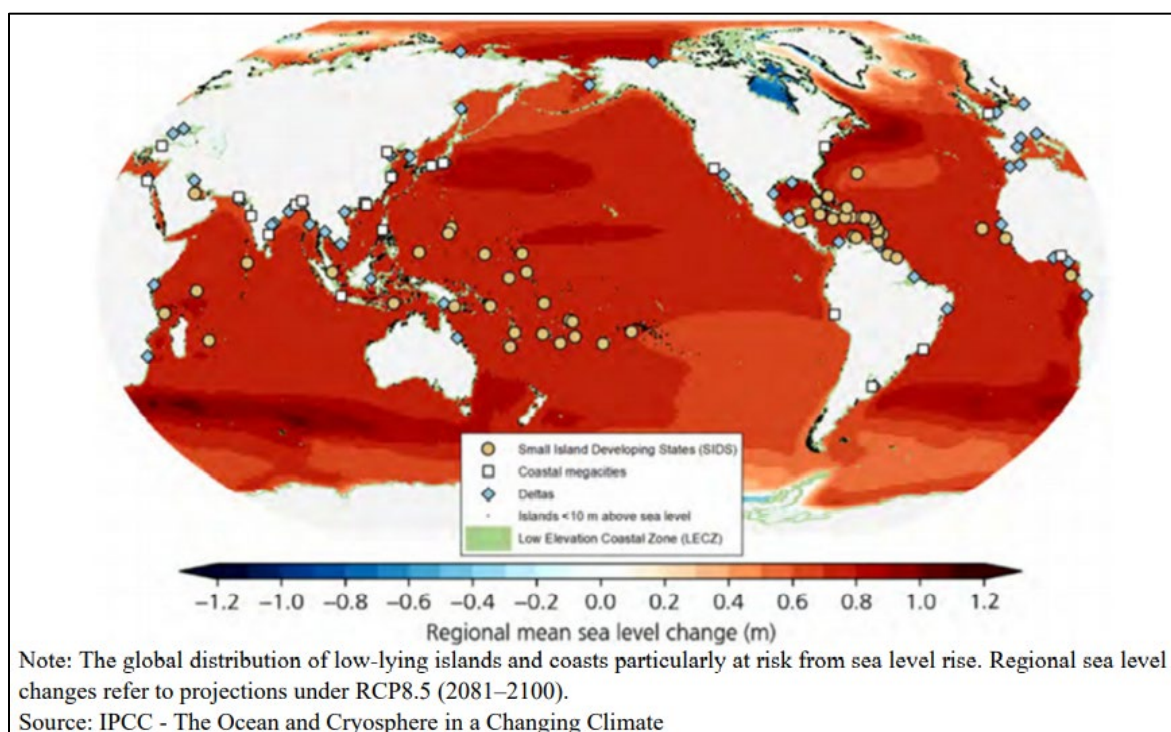 Small Island Developing States (SIDS)
Coastal megacities
Deltas
Islands <10 m above sea level
Low Elevation Coastal Zone (LECZ)
−1.2 −1.0 −0.8 −0.6 −0.4 −0.2 0.0 0.2 0.4 0.6 0.8 1.0 1.2
Regional mean sea level change (m)
Note: The global distribution of low-lying islands and coasts particularly at risk from sea level rise. Regional sea level
changes refer to projections under RCP8.5 (2081–2100).
Source: IPCC - The Ocean and Cryosphere in a Changing Climate